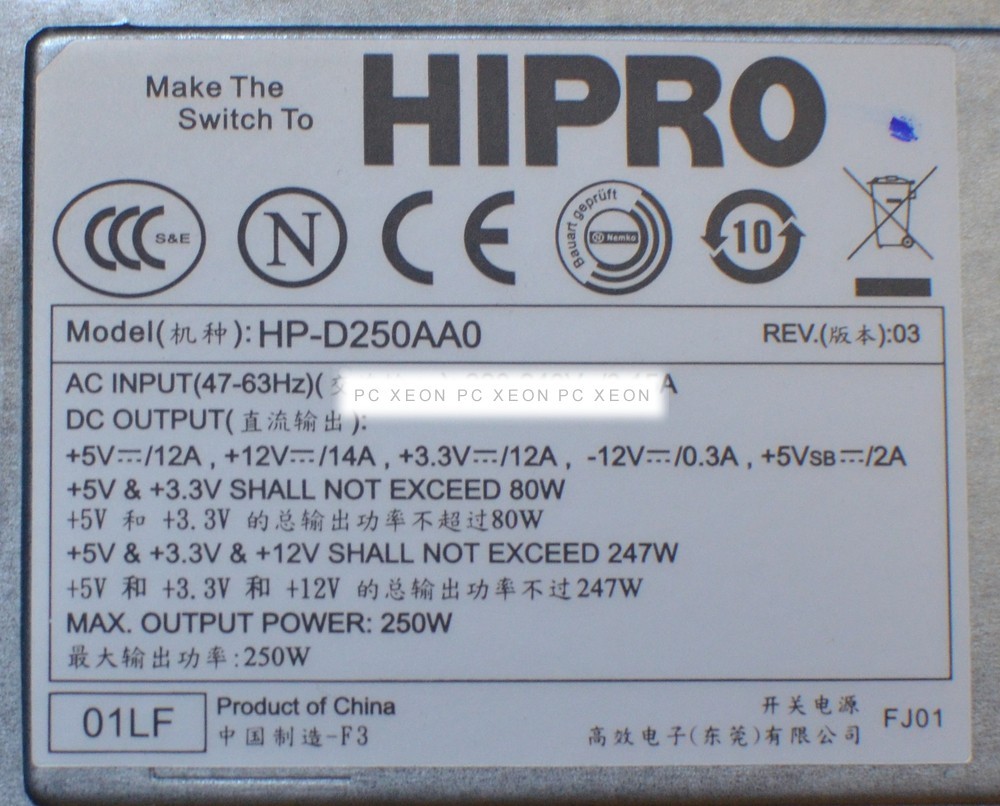 Make The
Switch To
HIPRO
S&E
N
CE
Bauart geprüft
Nemko
10
Model(机种):HP-D250AA0 REV.(版本):03
AC INPUT(47-63Hz)( A
PC XEON PC XEON PC XEON
DC OUTPUT(直流输出):
+5V⎓/12A , +12V⎓/14A , +3.3V⎓/12A , -12V⎓/0.3A , +5VSB⎓/2A
+5V & +3.3V SHALL NOT EXCEED 80W
+5V 和 +3.3V 的总输出功率不超过80W
+5V & +3.3V & +12V SHALL NOT EXCEED 247W
+5V 和 +3.3V 和 +12V 的总输出功率不过247W
MAX. OUTPUT POWER: 250W
最大输出功率:250W
01LF
Product of China
中国制造-F3
开关电源
高效电子(东莞)有限公司
FJ01